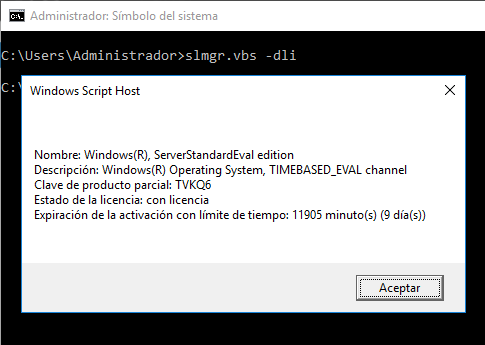 Administrador: Símbolo del sistema
C:\Users\Administrador>slmgr.vbs -dli
C:\
Windows Script Host
Nombre: Windows(R), ServerStandardEval edition
Descripción: Windows(R) Operating System, TIMEBASED_EVAL channel
Clave de producto parcial: TVKQ6
Estado de la licencia: con licencia
Expiración de la activación con límite de tiempo: 11905 minuto(s) (9 día(s))
Aceptar